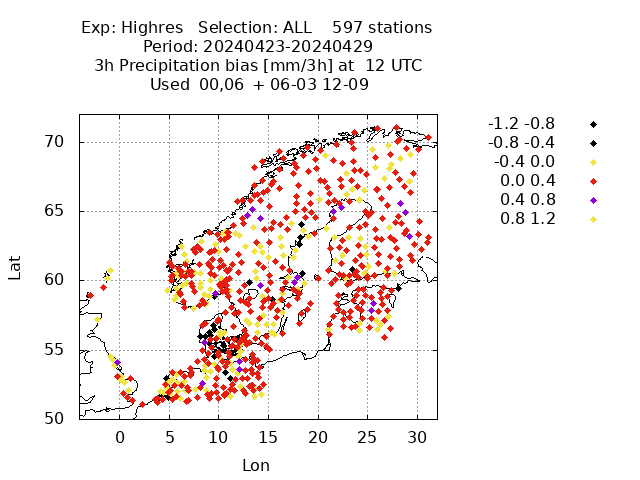 Exp: Highres   Selection: ALL    597 stations
Period: 20240423-20240429
3h Precipitation bias [mm/3h] at  12 UTC
Used  00,06  + 06-03 12-09
-1.2 -0.8
-0.8 -0.4
-0.4 0.0
0.0 0.4
0.4 0.8
0.8 1.2
70
65
60
55
50
Lat
0 5 10 15 20 25 30
Lon